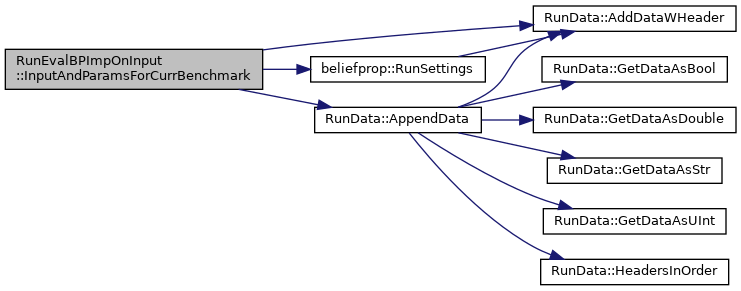 RunEvalBPImpOnInput
::InputAndParamsForCurrBenchmark
beliefprop::RunSettings
RunData::AppendData
RunData::AddDataWHeader
RunData::GetDataAsBool
RunData::GetDataAsDouble
RunData::GetDataAsStr
RunData::GetDataAsUInt
RunData::HeadersInOrder